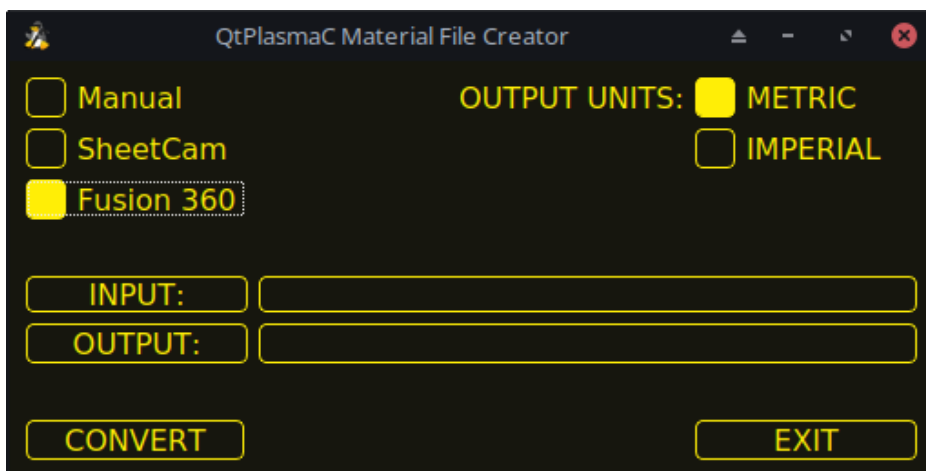 QtPlasmaC Material File Creator
Manual OUTPUT UNITS: METRIC
SheetCam IMPERIAL
Fusion 360
INPUT:
OUTPUT:
CONVERT EXIT